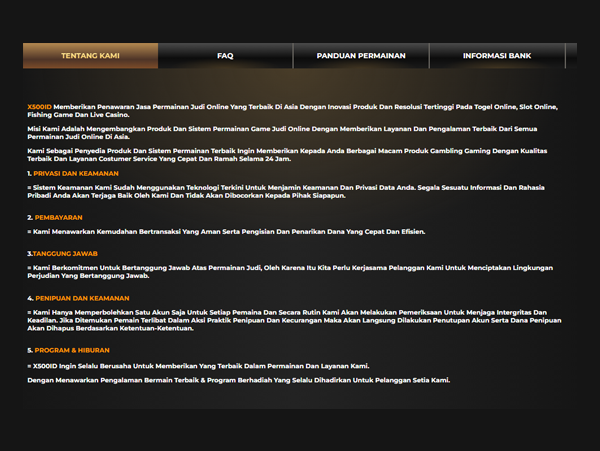 TENTANG KAMI
FAQ
PANDUAN PERMAINAN
INFORMASI BANK
X500ID Memberikan Penawaran Jasa Permainan Judi Online Yang Terbaik Di Asia Dengan Inovasi Produk Dan Resolusi Tertinggi Pada Togel Online, Slot Online,
Fishing Game Dan Live Casino.
Misi Kami Adalah Mengembangkan Produk Dan Sistem Permainan Game Judi Online Dengan Memberikan Layanan Dan Pengalaman Terbaik Dari Semua
Permainan Judi Online Di Asia.
Kami Sebagai Penyedia Produk Dan Sistem Permainan Terbaik Ingin Memberikan Kepada Anda Berbagai Macam Produk Gambling Gaming Dengan Kualitas
Terbaik Dan Layanan Costumer Service Yang Cepat Dan Ramah Selama 24 Jam.
1. PRIVASI DAN KEAMANAN
= Sistem Keamanan Kami Sudah Menggunakan Teknologi Terkini Untuk Menjamin Keamanan Dan Privasi Data Anda. Segala Sesuatu Informasi Dan Rahasia
Pribadi Anda Akan Terjaga Baik Oleh Kami Dan Tidak Akan Dibocorkan Kepada Pihak Siapapun.
2. PEMBAYARAN
= Kami Menawarkan Kemudahan Bertransaksi Yang Aman Serta Pengisian Dan Penarikan Dana Yang Cepat Dan Efisien.
3.TANGGUNG JAWAB
= Kami Berkomitmen Untuk Bertanggung Jawab Atas Permainan Judi, Oleh Karena Itu Kita Perlu Kerjasama Pelanggan Kami Untuk Menciptakan Lingkungan
Perjudian Yang Bertanggung Jawab.
4. PENIPUAN DAN KEAMANAN
= Kami Hanya Memperbolehkan Satu Akun Saja Untuk Setiap Pemaina Dan Secara Rutin Kami Akan Melakukan Pemeriksaan Untuk Menjaga Intergritas Dan
Keadilan. Jika Ditemukan Pemain Terlibat Dalam Aksi Praktik Penipuan Dan Kecurangan Maka Akan Langsung Dilakukan Penutupan Akun Serta Dana Penipuan
Akan Dihapus Berdasarkan Ketentuan-Ketentuan.
5. PROGRAM & HIBURAN
= X500ID Ingin Selalu Berusaha Untuk Memberikan Yang Terbaik Dalam Permainan Dan Layanan Kami.
Dengan Menawarkan Pengalaman Bermain Terbaik & Program Berhadiah Yang Selalu Dihadirkan Untuk Pelanggan Setia Kami.